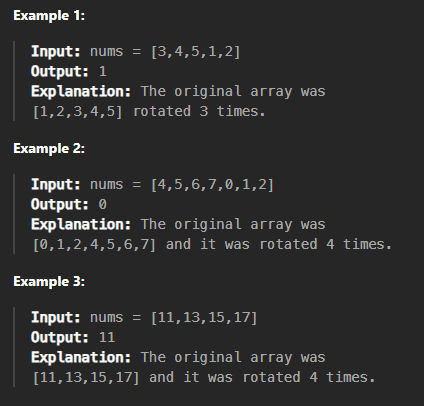 Example 1:
Input: nums = [3,4,5,1,2]
Output: 1
Explanation: The original array was
[1,2,3,4,5] rotated 3 times.
Example 2:
Input: nums = [4,5,6,7,0,1,2]
Output: 0
Explanation: The original array was
[0,1,2,4,5,6,7] and it was rotated 4 times.
Example 3:
Input: nums = [11,13,15,17]
Output: 11
Explanation: The original array was
[11,13,15,17] and it was rotated 4 times.